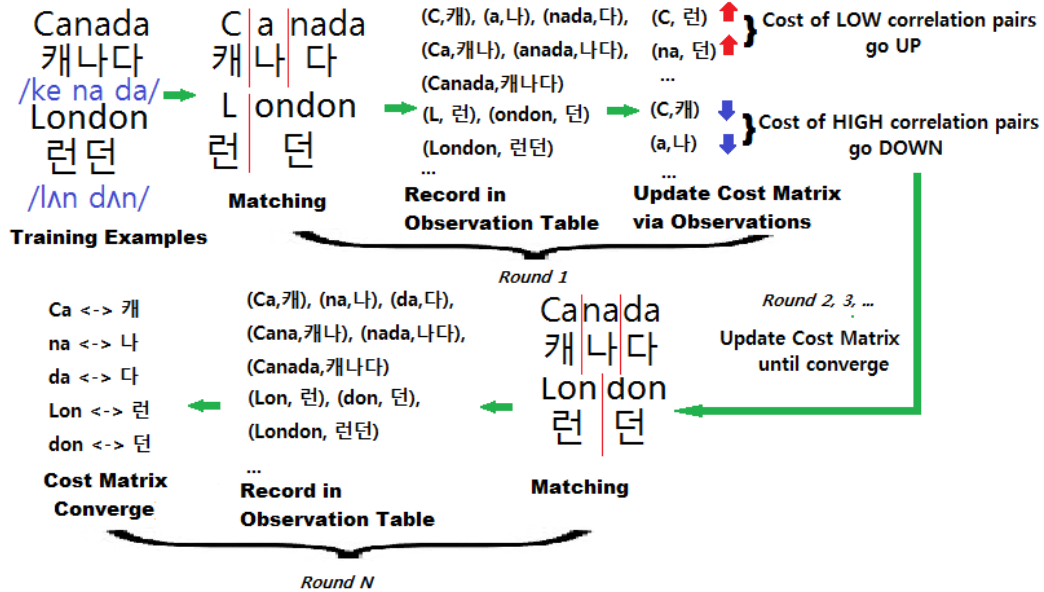 Canada
캐나다
/ke na da/
London
런던
/lʌn dʌn/
Training Examples
C a nada
캐 나 다
L ondon
런 던
Matching
(C,캐), (a,나), (nada,다),
(Ca,캐나), (anada,나다),
(Canada,캐나다)
(L, 런), (ondon, 던)
(London, 런던)
...
Record in
Observation Table
(C, 런)
(na, 던)
...
Cost of LOW correlation pairs
go UP
(C,캐)
(a,나)
...
Cost of HIGH correlation pairs
go DOWN
Update Cost Matrix
via Observations
Round 1
Round 2, 3, ...
Update Cost Matrix
until converge
Canada
캐나다
London
런 던
Matching
(Ca,캐), (na,나), (da,다),
(Cana,캐나), (nada,나다),
(Canada,캐나다)
(Lon, 런), (don, 던),
(London, 런던)
...
Record in
Observation Table
Ca <-> 캐
na <-> 나
da <-> 다
Lon <-> 런
don <-> 던
Cost Matrix
Converge
Round N